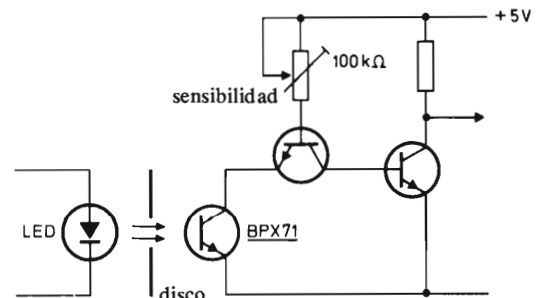 +5V
100kΩ
sensibilidad
LED
BPX71
disco